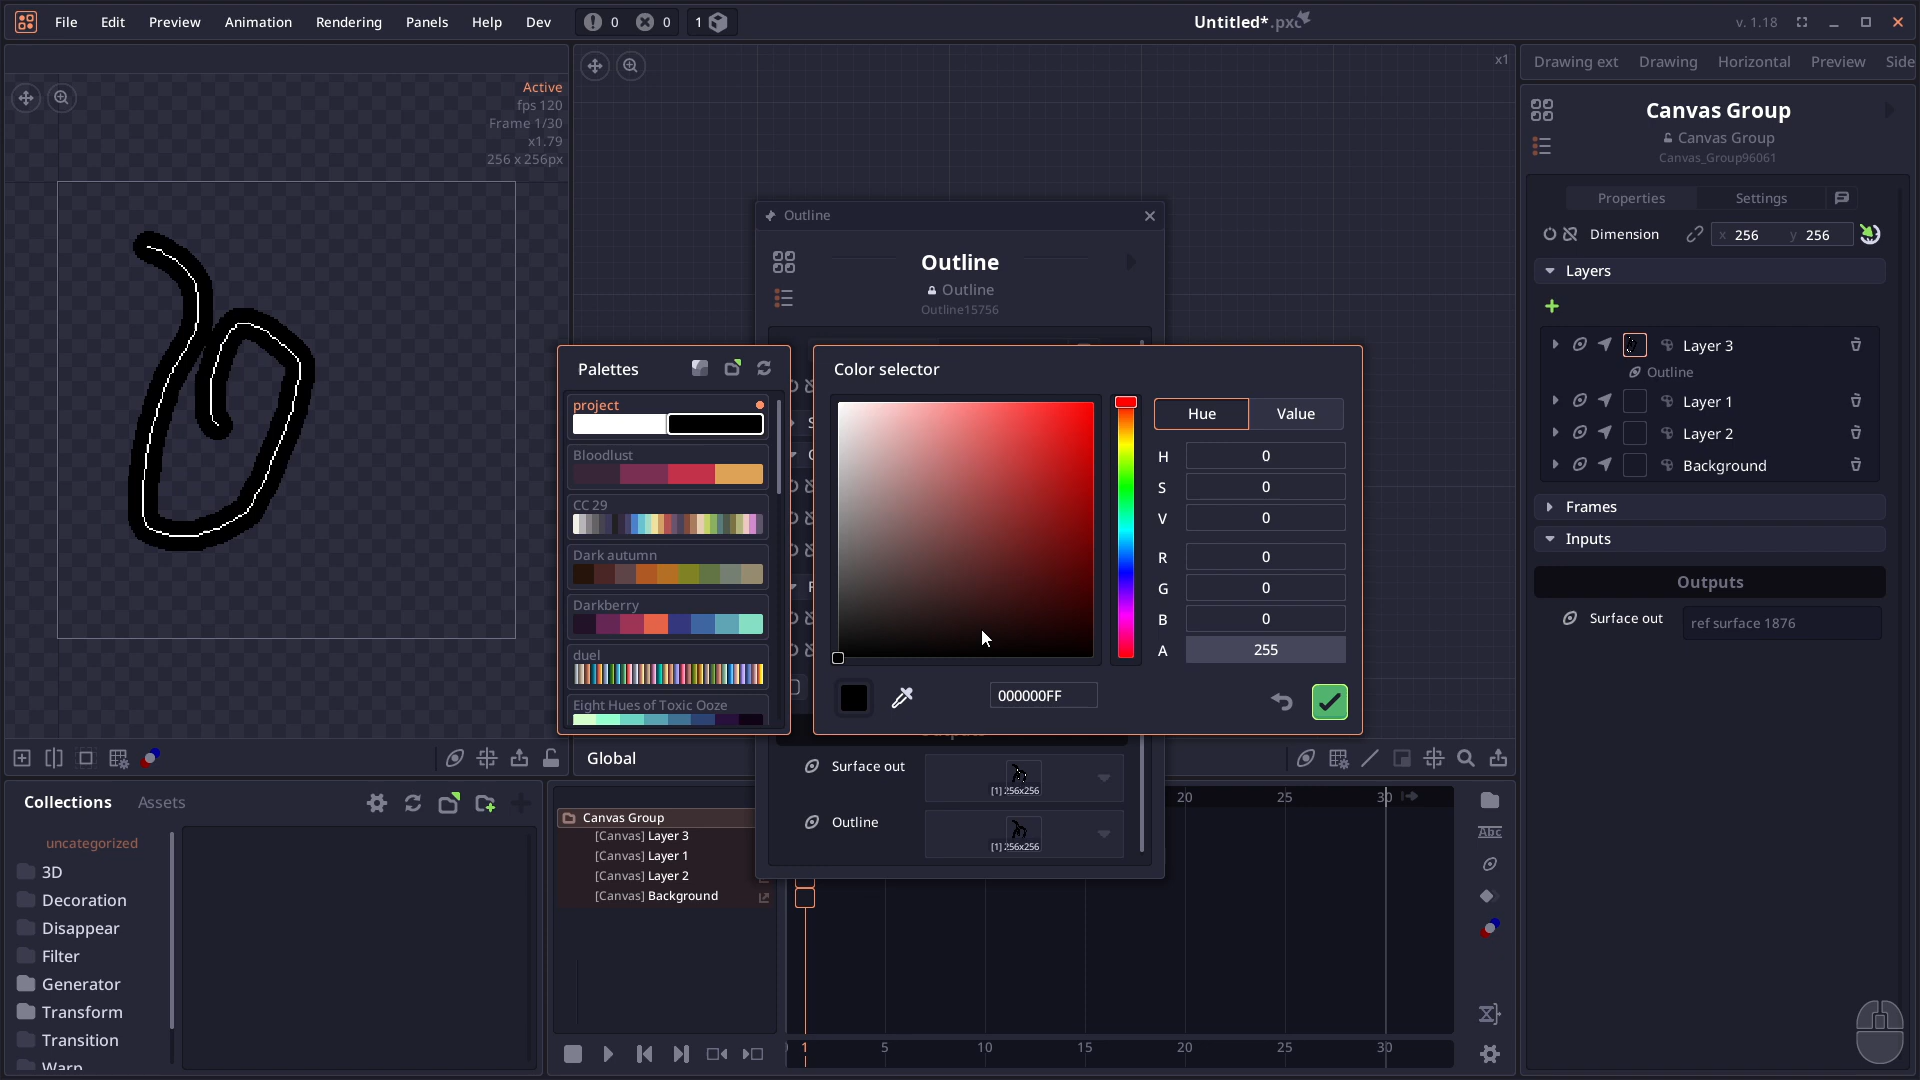 File Edit Preview Animation Rendering Panels Help Dev 0 0 1 Untitled*.pxc v. 1.18
Active
fps 120
Frame 1/30
x1.79
256 x 256px
x1
Outline
Outline
Outline
Outline15756
Palettes
project
Bloodlust
CC 29
Dark autumn
Darkberry
duel
Eight Hues of Toxic Ooze
Color selector
Hue Value
H 0
S 0
V 0
R 0
G 0
B 0
A 255
000000FF
Surface out
[1] 256x256
Outline
[1] 256x256
Global
Drawing ext Drawing Horizontal Preview Side
Canvas Group
Canvas Group
Canvas_Group96061
Properties Settings
Dimension x 256 y 256
Layers
Layer 3
Outline
Layer 1
Layer 2
Background
Frames
Inputs
Outputs
Surface out ref surface 1876
Collections Assets
uncategorized
3D
Decoration
Disappear
Filter
Generator
Transform
Transition
Warp
Canvas Group
[Canvas] Layer 3
[Canvas] Layer 1
[Canvas] Layer 2
[Canvas] Background
20 25 30
Abc
1 5 10 15 20 25 30